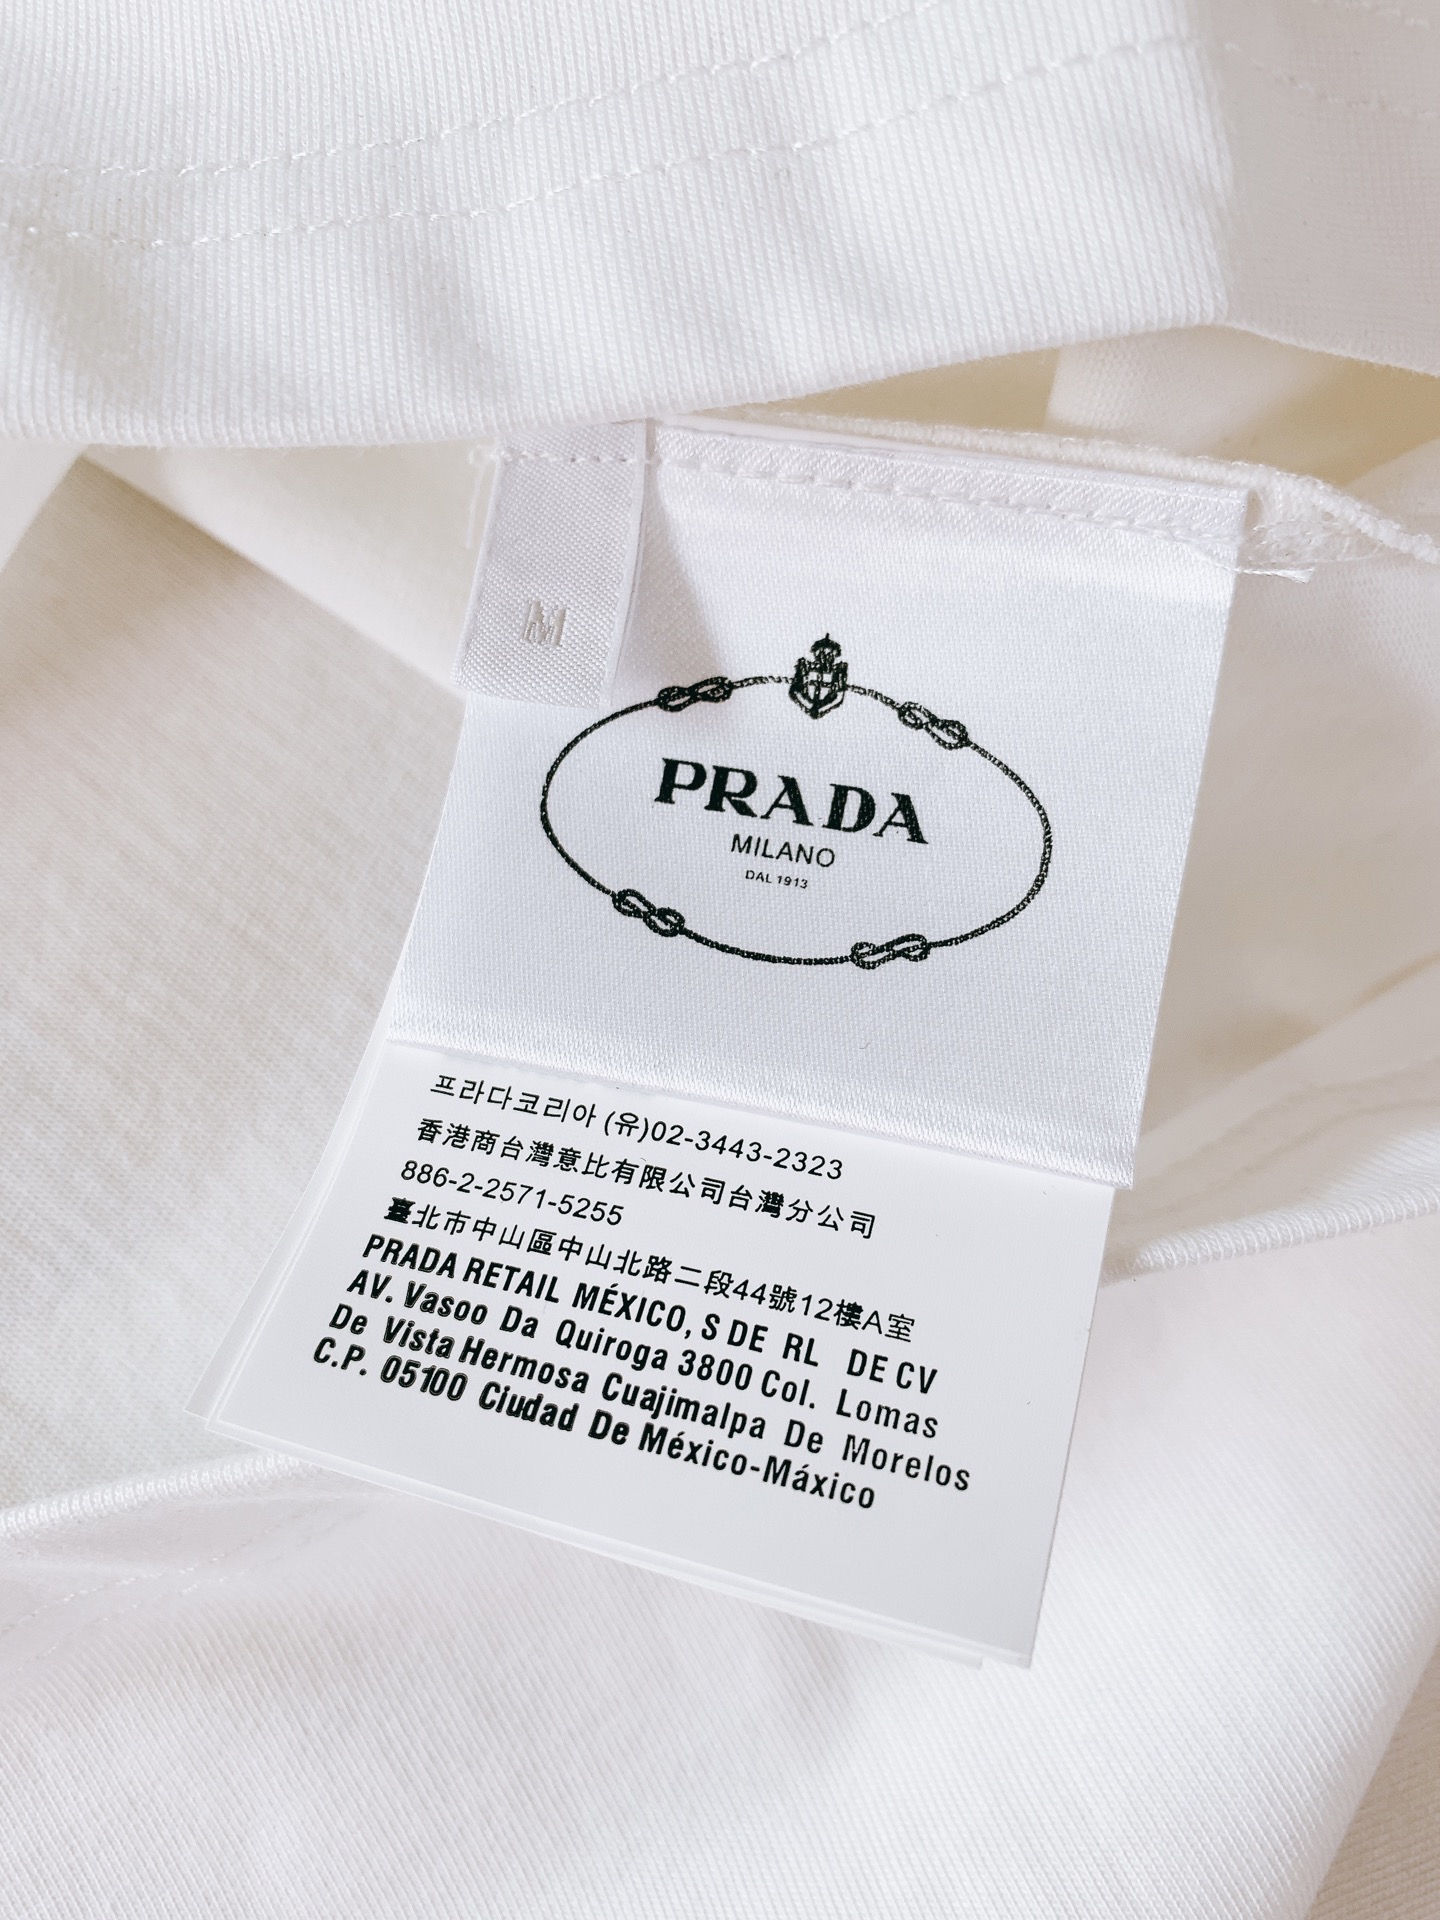 M
PRADA
MILANO
DAL 1913
프라다코리아 (유)02-3443-2323
香港商台灣意比有限公司台灣分公司
886-2-2571-5255
臺北市中山區中山北路二段44號12樓A室
PRADA RETAIL MÉXICO, S DE RL DE CV
AV. Vasoo Da Quiroga 3800 Col. Lomas
De Vista Hermosa Cuajimalpa De Morelos
C.P. 05100 Ciudad De México-Máxico